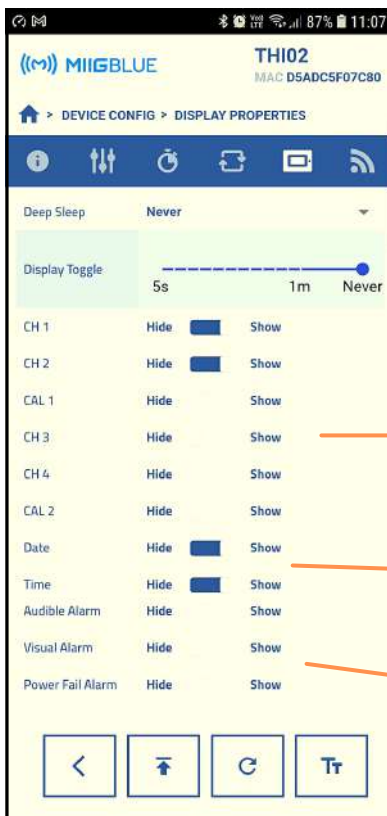 87% 11:07
((M)) MIIGBLUE
THI02
MAC D5ADC5F07C80
> DEVICE CONFIG > DISPLAY PROPERTIES
Deep Sleep Never
Display Toggle
5s 1m Never
CH 1 Hide Show
CH 2 Hide Show
CAL 1 Hide Show
CH 3 Hide Show
CH 4 Hide Show
CAL 2 Hide Show
Date Hide Show
Time Hide Show
Audible Alarm Hide Show
Visual Alarm Hide Show
Power Fail Alarm Hide Show
TT